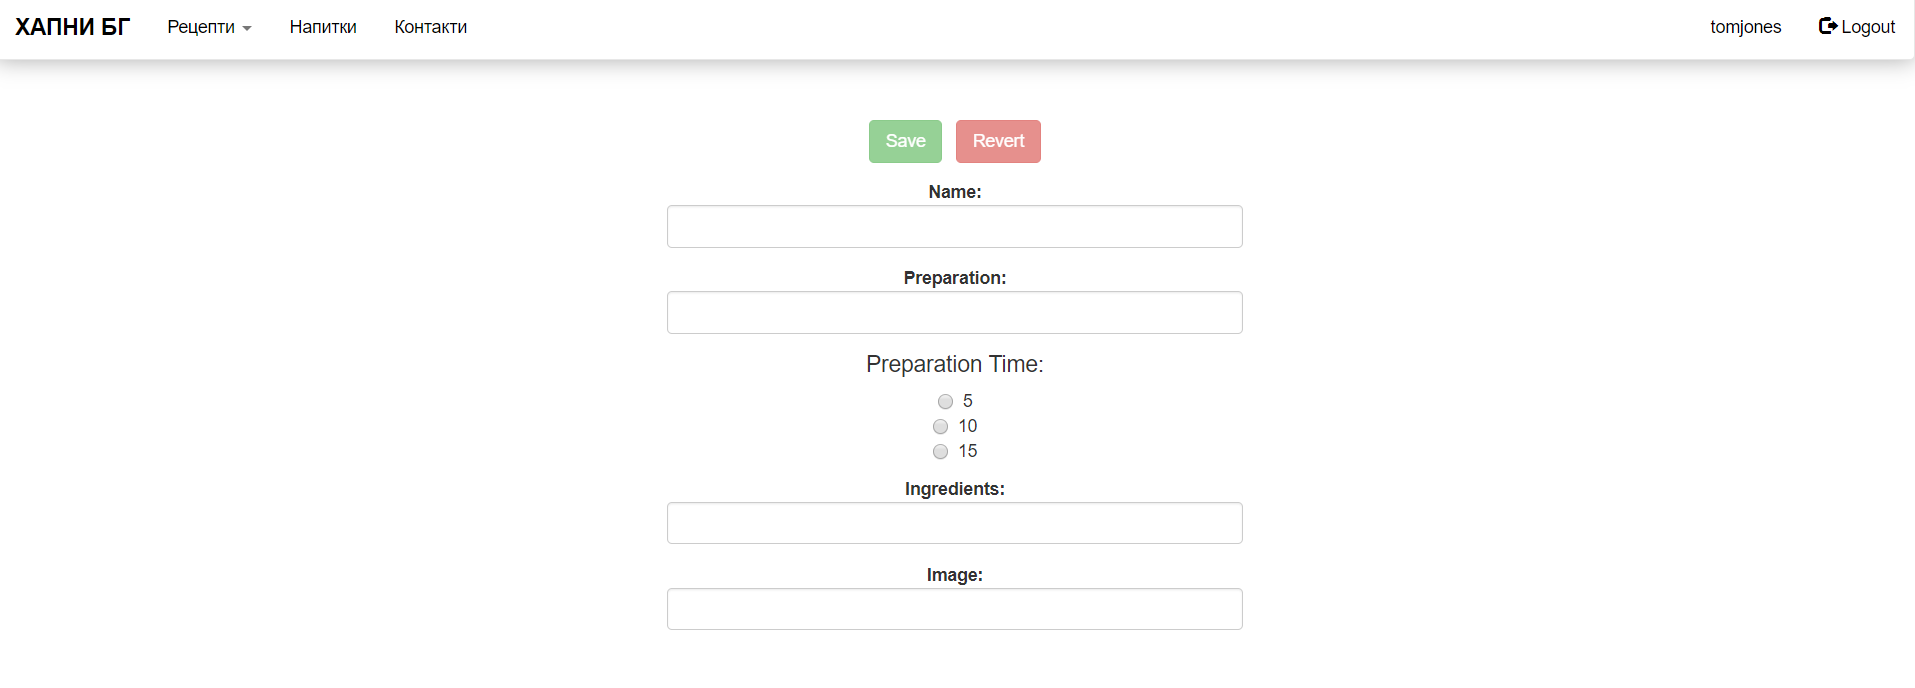 ХАПНИ БГ Рецепти Напитки Контакти tomjones Logout
Save Revert
Name:
Preparation:
Preparation Time:
5
10
15
Ingredients:
Image: